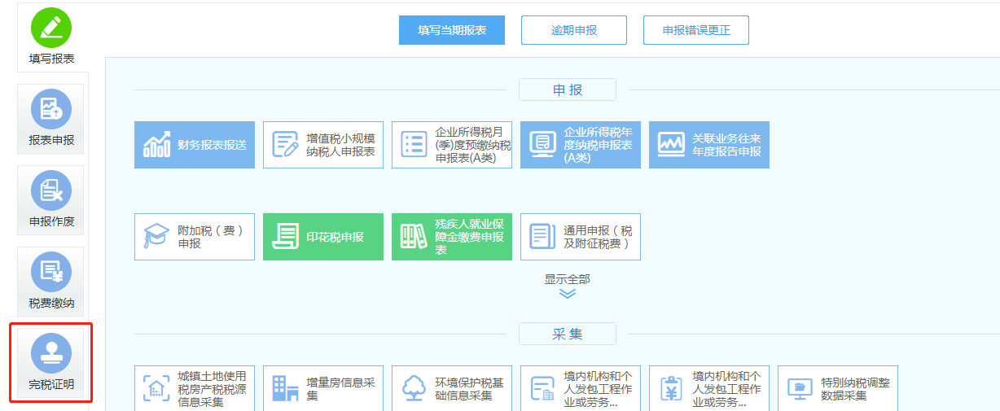 填写报表
报表申报
申报作废
税费缴纳
完税证明
填写当期报表
逾期申报
申报错误更正
申 报
财务报表报送
增值税小规模
纳税人申报表
企业所得税月
(季)度预缴纳税
申报表(A类)
企业所得税年
度纳税申报表
(A类)
关联业务往来
年度报告申报
附加税（费）
申报
印花税申报
残疾人就业保
障金缴费申报
表
通用申报（税
及附征税费）
显示全部
采 集
城镇土地使用
税房产税税源
信息采集
增量房信息采
集
环境保护税基
础信息采集
境内机构和个
人发包工程作
业或劳务...
境内机构和个
人发包工程作
业或劳务...
特别纳税调整
数据采集